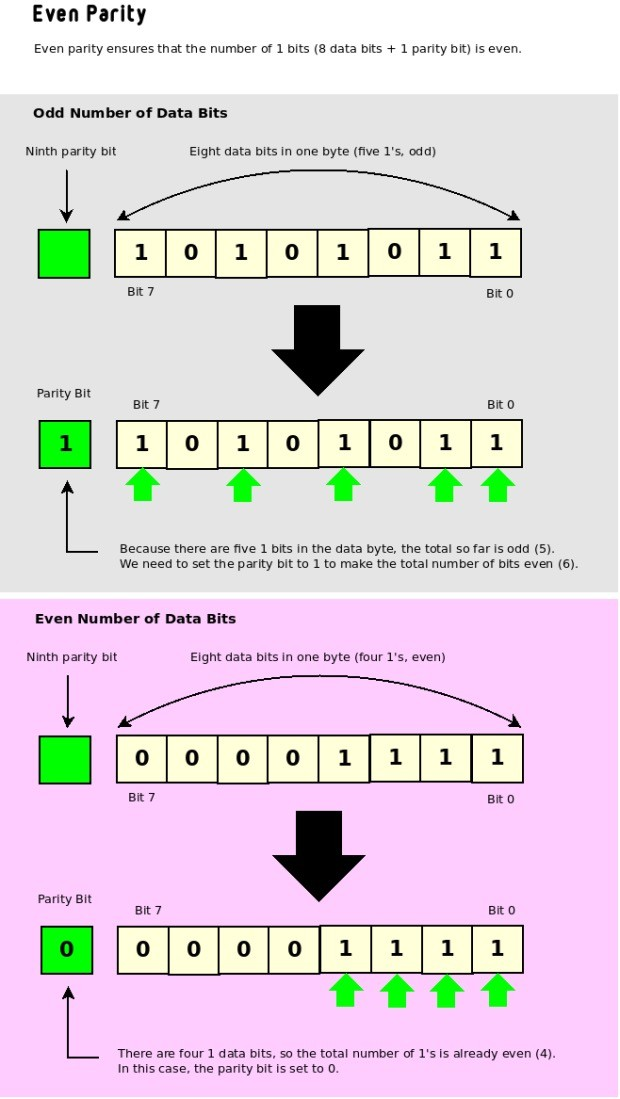 Even Parity
Even parity ensures that the number of 1 bits (8 data bits + 1 parity bit) is even.
Odd Number of Data Bits
Ninth parity bit
Eight data bits in one byte (five 1's, odd)
1 0 1 0 1 0 1 1
Bit 7
Bit 0
Parity Bit
Bit 7
Bit 0
1
1 0 1 0 1 0 1 1
Because there are five 1 bits in the data byte, the total so far is odd (5).
We need to set the parity bit to 1 to make the total number of bits even (6).
Even Number of Data Bits
Ninth parity bit
Eight data bits in one byte (four 1's, even)
0 0 0 0 1 1 1 1
Bit 7
Bit 0
Parity Bit
Bit 7
Bit 0
0
0 0 0 0 1 1 1 1
There are four 1 data bits, so the total number of 1's is already even (4).
In this case, the parity bit is set to 0.